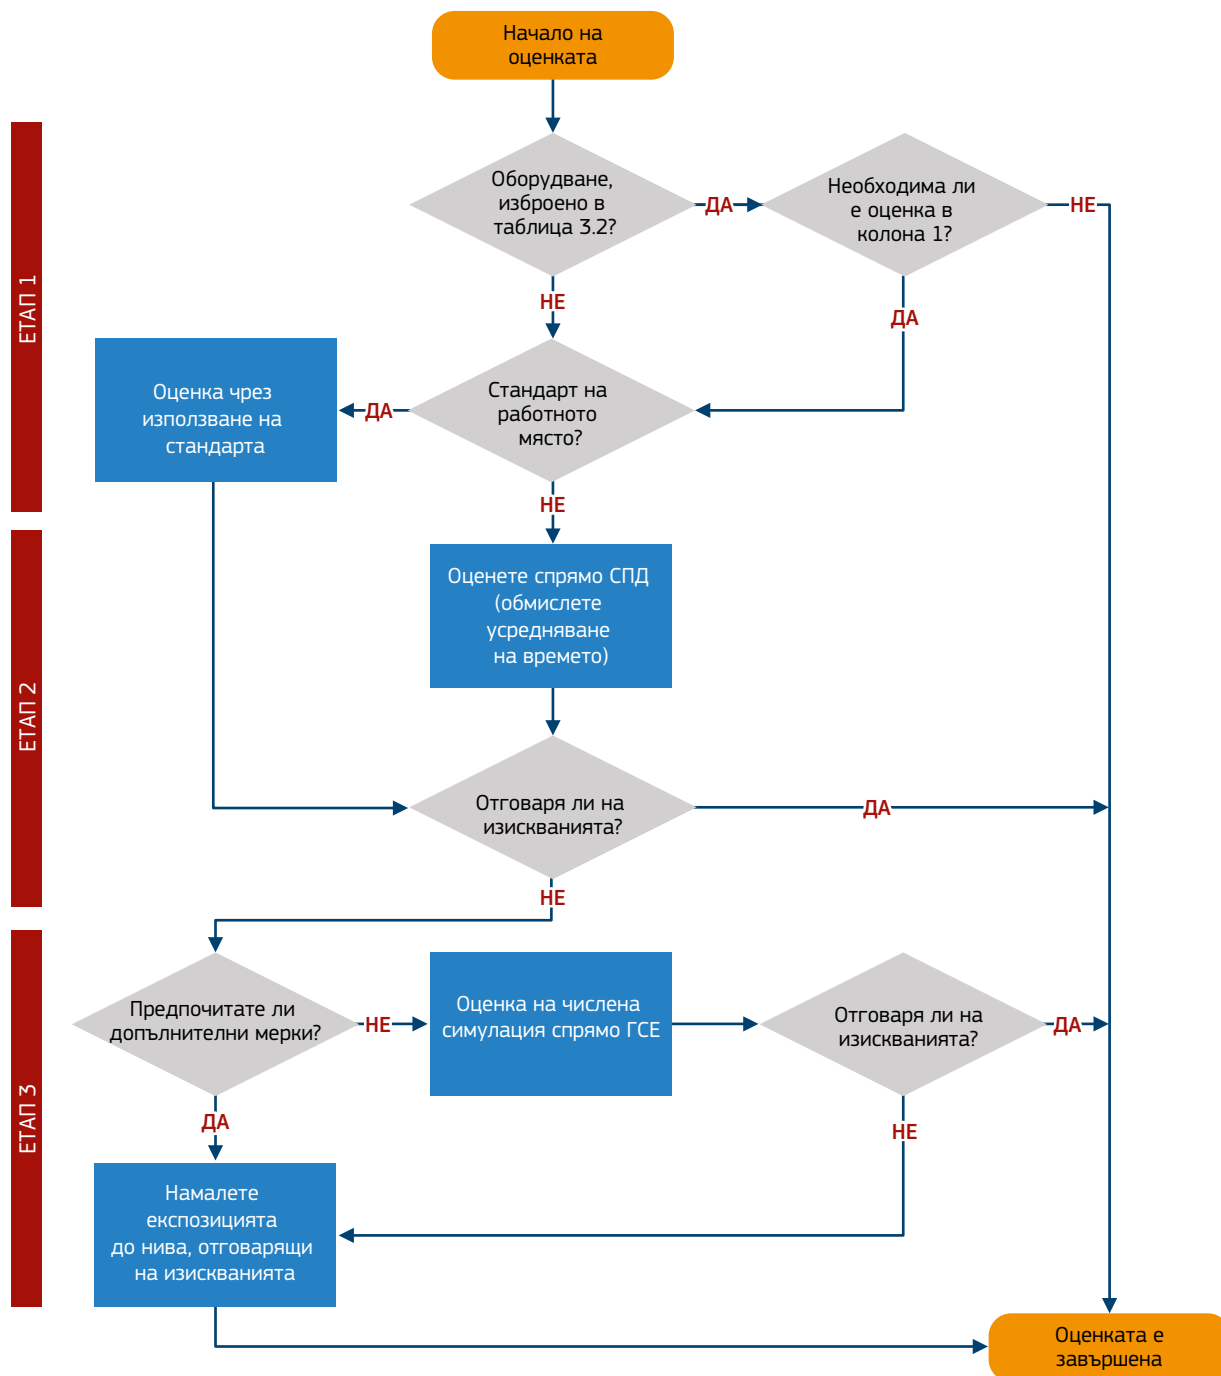 Начало на
оценката
ЕТАП 1
Оборудване,
изброено в
таблица 3.2?
ДА
Необходима ли
е оценка в
колона 1?
НЕ
НЕ
ДА
Оценка чрез
използване на
стандарта
ДА
Стандарт на
работното
място?
НЕ
ЕТАП 2
Оценете спрямо СПД
(обмислете
усредняване
на времето)
Отговаря ли на
изискванията?
ДА
НЕ
ЕТАП 3
Предпочитате ли
допълнителни мерки?
НЕ
Оценка на числена
симулация спрямо ГСЕ
Отговаря ли на
изискванията?
ДА
ДА
НЕ
Намалете
експозицията
до нива, отговарящи
на изискванията
Оценката е
завършена